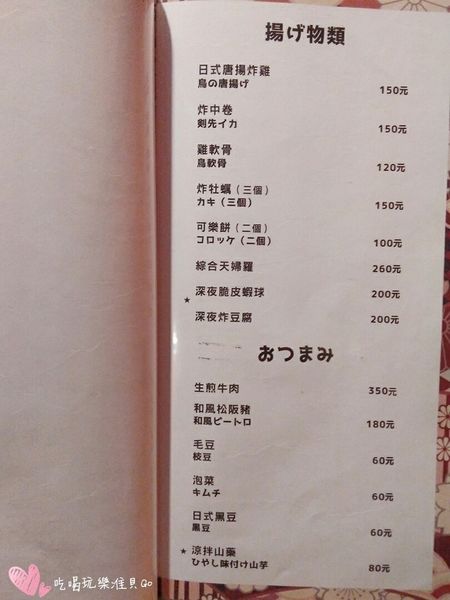 揚げ物類
日式唐揚炸雞
鳥の唐揚げ 150元
炸中卷
剣先イカ 150元
雞軟骨
鳥軟骨 120元
炸牡蠣（三個）
カキ（三個） 150元
可樂餅（二個）
コロッケ（二個） 100元
綜合天婦羅 260元
★ 深夜脆皮蝦球 200元
深夜炸豆腐 200元
おつまみ
生煎牛肉 350元
和風松阪豬
和風ピートロ 180元
毛豆
枝豆 60元
泡菜
キムチ 60元
日式黑豆
黒豆 60元
★ 涼拌山藥
ひやし味付け山芋 80元
吃喝玩樂佳貝Go